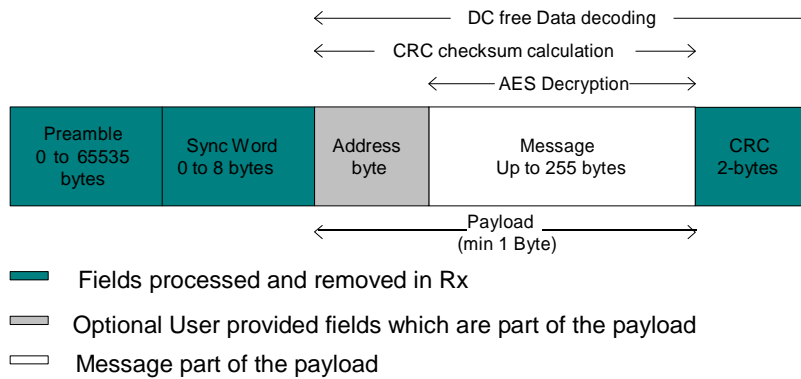 DC free Data decoding
CRC checksum calculation
AES Decryption
Preamble
0 to 65535
bytes
Sync Word
0 to 8 bytes
Address
byte
Message
Up to 255 bytes
CRC
2-bytes
Payload
(min 1 Byte)
Fields processed and removed in Rx
Optional User provided fields which are part of the payload
Message part of the payload